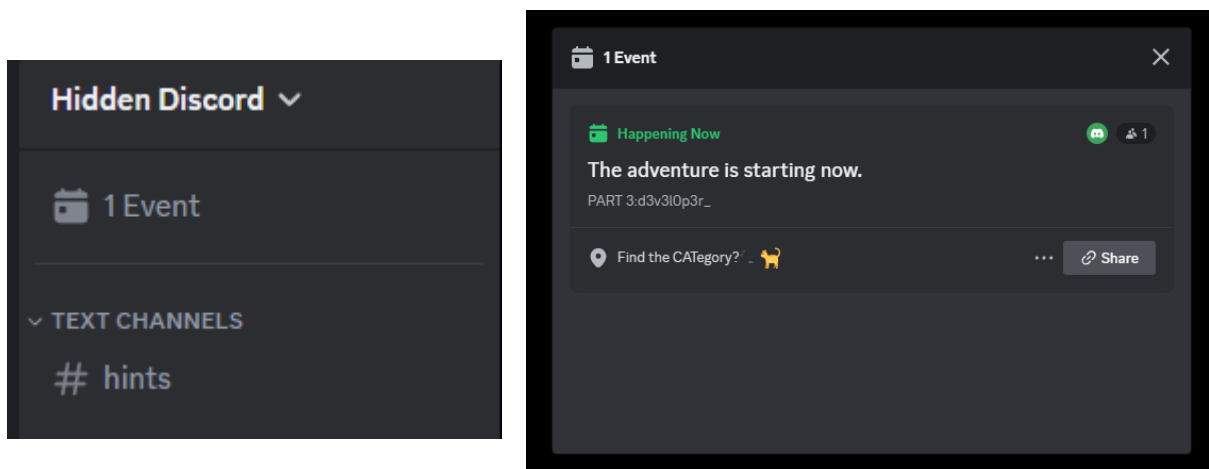 Hidden Discord
1 Event
TEXT CHANNELS
# hints
1 Event
Happening Now
1
The adventure is starting now.
PART 3:d3v3l0p3r_
Find the CATegory?
Share